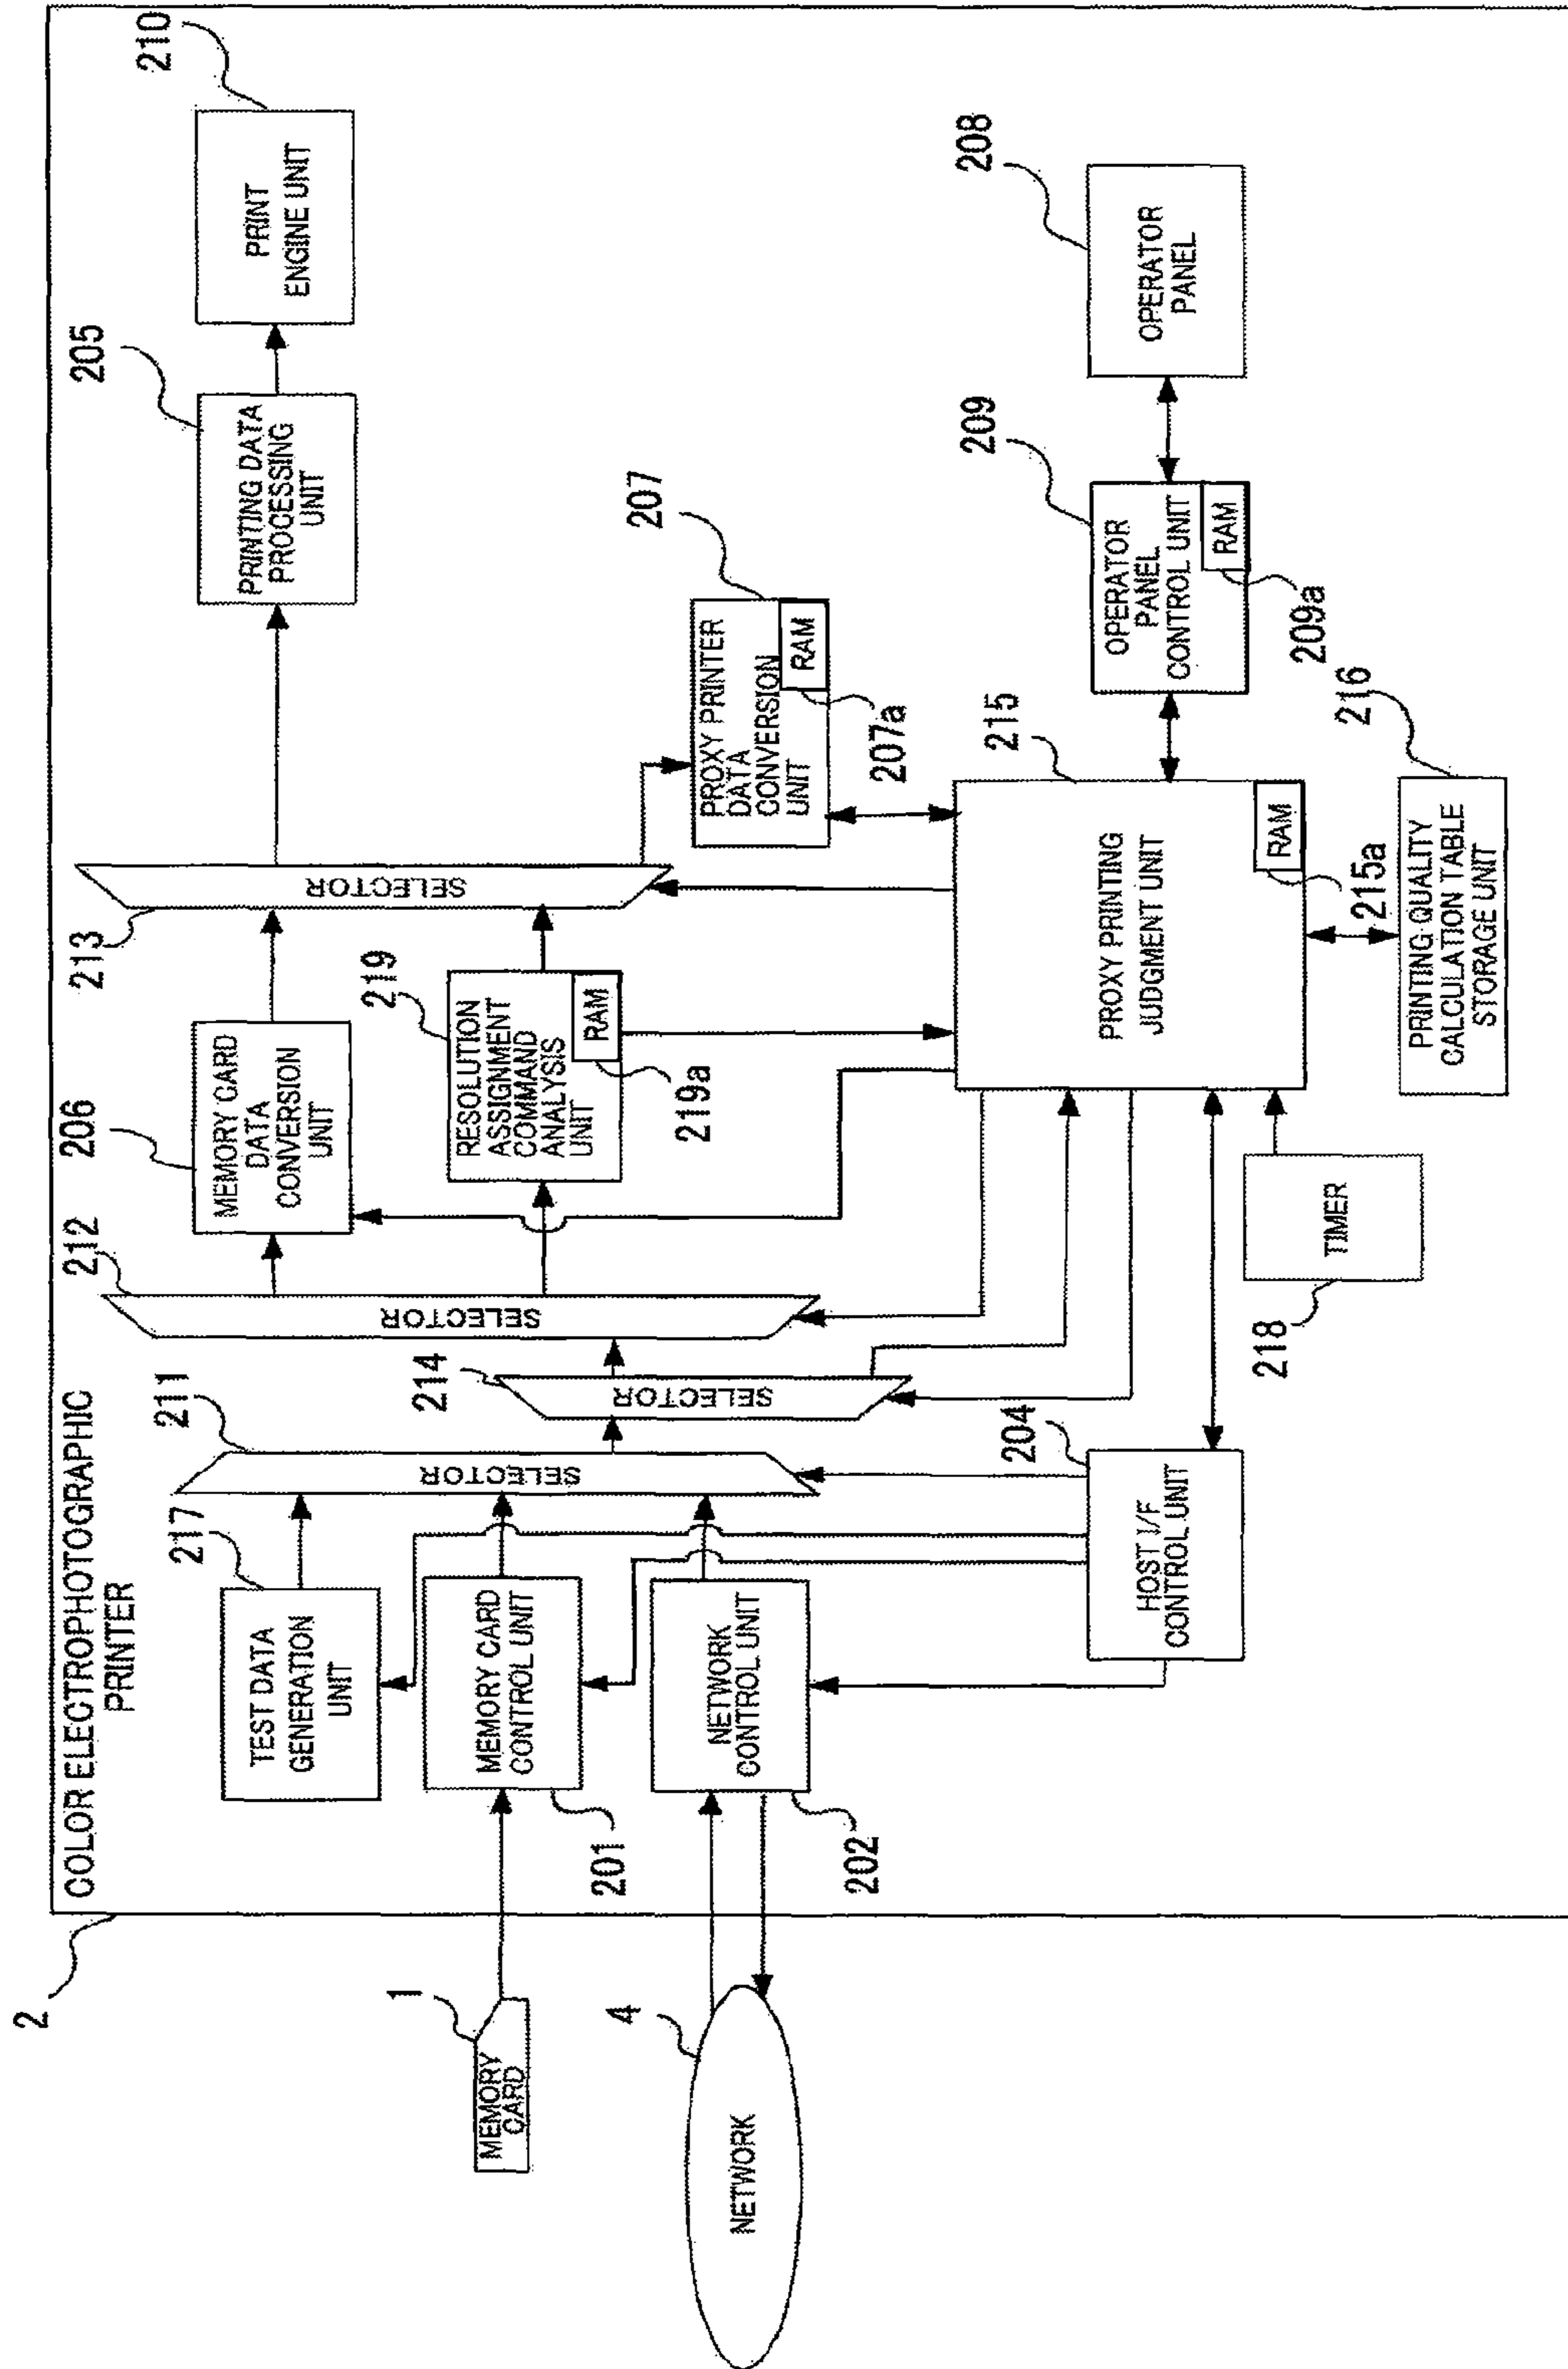 2
COLOR ELECTROPHOTOGRAPHIC
PRINTER
1
MEMORY
CARD
4
NETWORK
217
TEST DATA
GENERATION
UNIT
MEMORY CARD
CONTROL UNIT
201
NETWORK
CONTROL UNIT
202
211
SELECTOR
214
SELECTOR
204
HOST I/F
CONTROL UNIT
212
SELECTOR
206
MEMORY CARD
DATA
CONVERSION
UNIT
219
RESOLUTION
ASSIGNMENT
COMMAND
ANALYSIS
UNIT
RAM
219a
218
TIMER
213
SELECTOR
215
PROXY PRINTING
JUDGMENT UNIT
RAM
215a
216
PRINTING QUALITY
CALCULATION TABLE
STORAGE UNIT
207
PROXY PRINTER
DATA
CONVERSION
UNIT
RAM
207a
205
PRINTING DATA
PROCESSING
UNIT
210
PRINT
ENGINE UNIT
209
OPERATOR
PANEL
CONTROL UNIT
RAM
209a
208
OPERATOR
PANEL